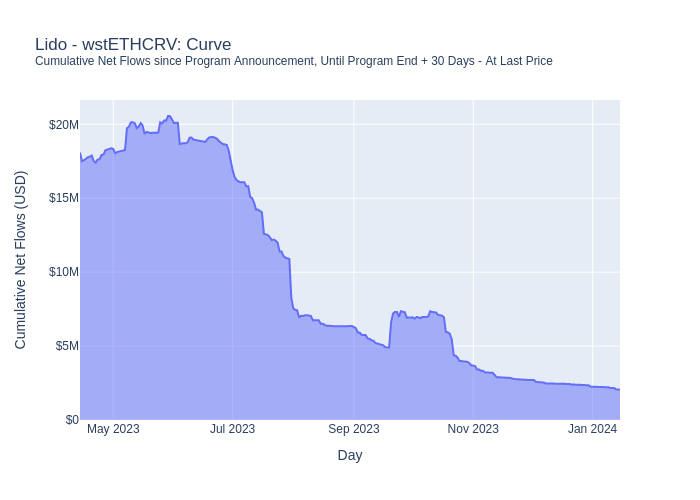 Lido - wstETHCRV: Curve
Cumulative Net Flows since Program Announcement, Until Program End + 30 Days - At Last Price
Cumulative Net Flows (USD)
$20M
$15M
$10M
$5M
$0
May 2023
Jul 2023
Sep 2023
Nov 2023
Jan 2024
Day